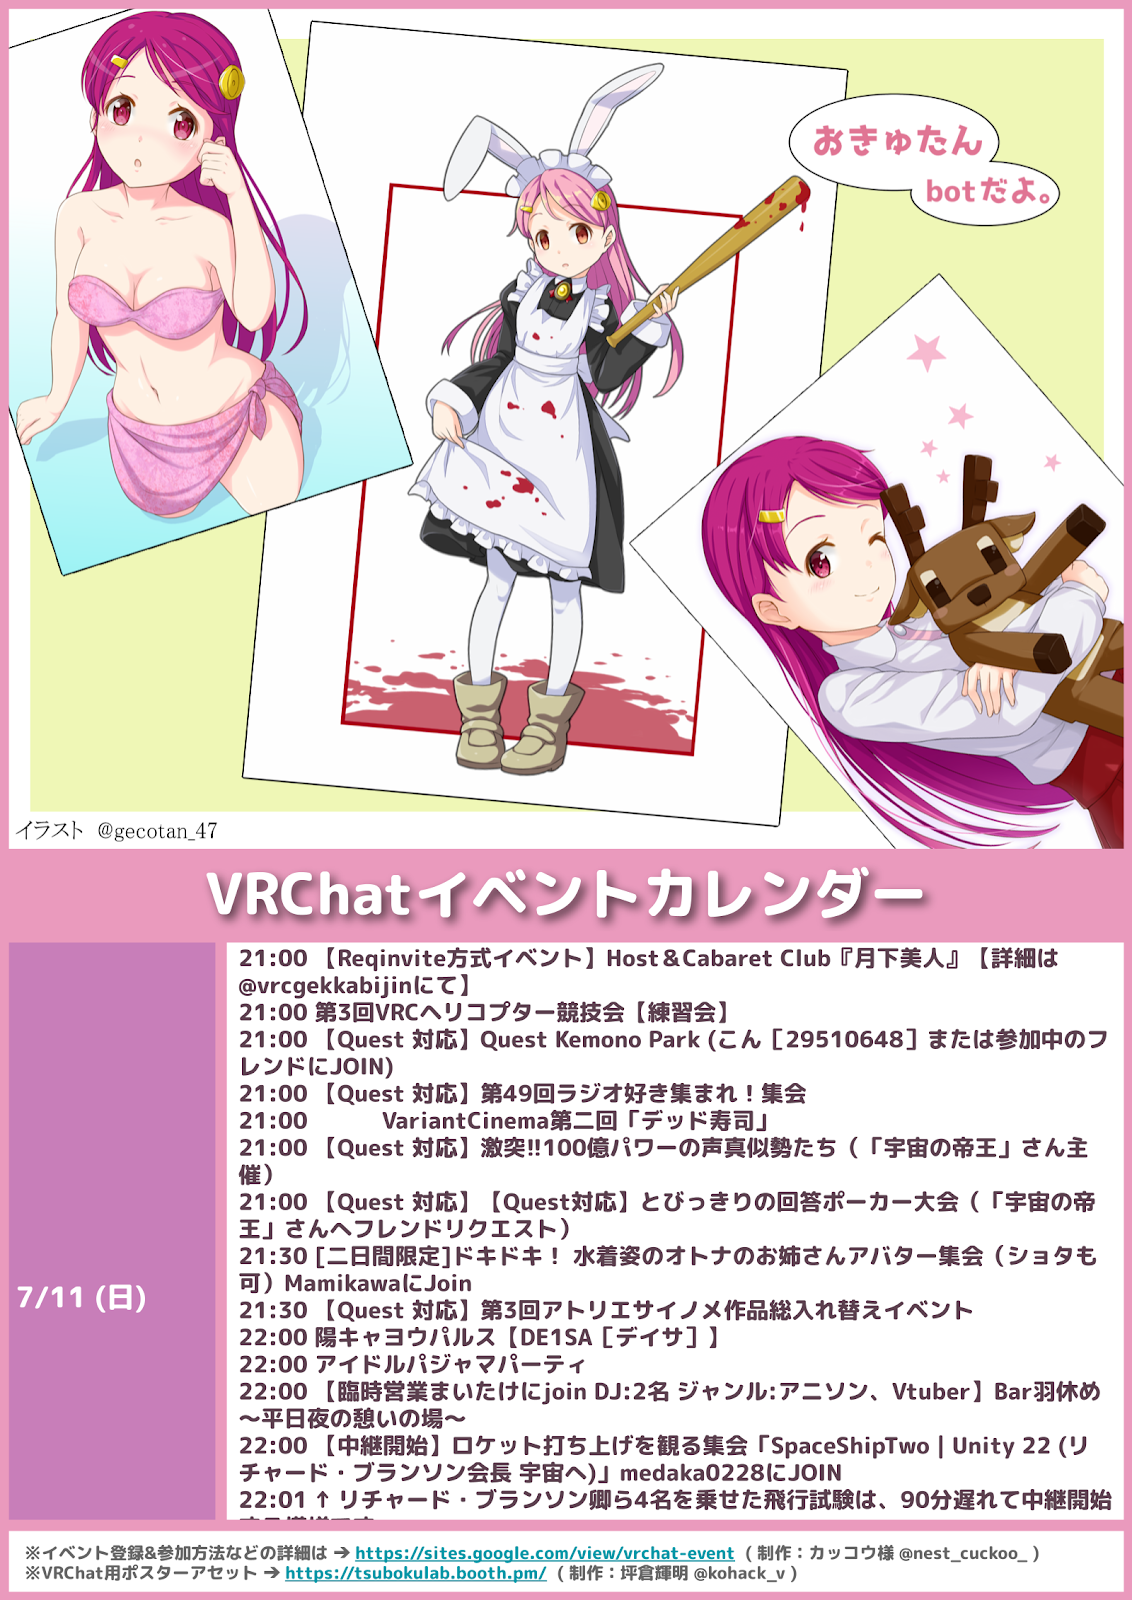 おきゅたん
botだよ。
イラスト @gecotan_47
VRChatイベントカレンダー
7/11 (日)
21:00 【Reqinvite方式イベント】Host＆Cabaret Club『月下美人』【詳細は
@vrcgekkabijinにて】
21:00 第3回VRCヘリコプター競技会【練習会】
21:00 【Quest 対応】Quest Kemono Park (こん［29510648］または参加中のフ
レンドにJOIN)
21:00 【Quest 対応】第49回ラジオ好き集まれ！集会
21:00 VariantCinema第二回「デッド寿司」
21:00 【Quest 対応】激突!!100億パワーの声真似勢たち（「宇宙の帝王」さん主
催）
21:00 【Quest 対応】【Quest対応】とびっきりの回答ポーカー大会（「宇宙の帝
王」さんへフレンドリクエスト）
21:30 [二日間限定]ドキドキ！ 水着姿のオトナのお姉さんアバター集会（ショタも
可）MamikawaにJoin
21:30 【Quest 対応】第3回アトリエサイノメ作品総入れ替えイベント
22:00 陽キャヨウパルス【DE1SA［デイサ］】
22:00 アイドルパジャマパーティ
22:00 【臨時営業まいたけにjoin DJ:2名 ジャンル:アニソン、Vtuber】Bar羽休め
～平日夜の憩いの場～
22:00 【中継開始】ロケット打ち上げを観る集会「SpaceShipTwo | Unity 22 (リ
チャード・ブランソン会長 宇宙へ)」medaka0228にJOIN
22:01 ↑ リチャード・ブランソン卿ら4名を乗せた飛行試験は、90分遅れて中継開始
※イベント登録&参加方法などの詳細は → https://sites.google.com/view/vrchat-event ( 制作：カッコウ様 @nest_cuckoo_ )
※VRChat用ポスターアセット → https://tsubokulab.booth.pm/ ( 制作：坪倉輝明 @kohack_v )